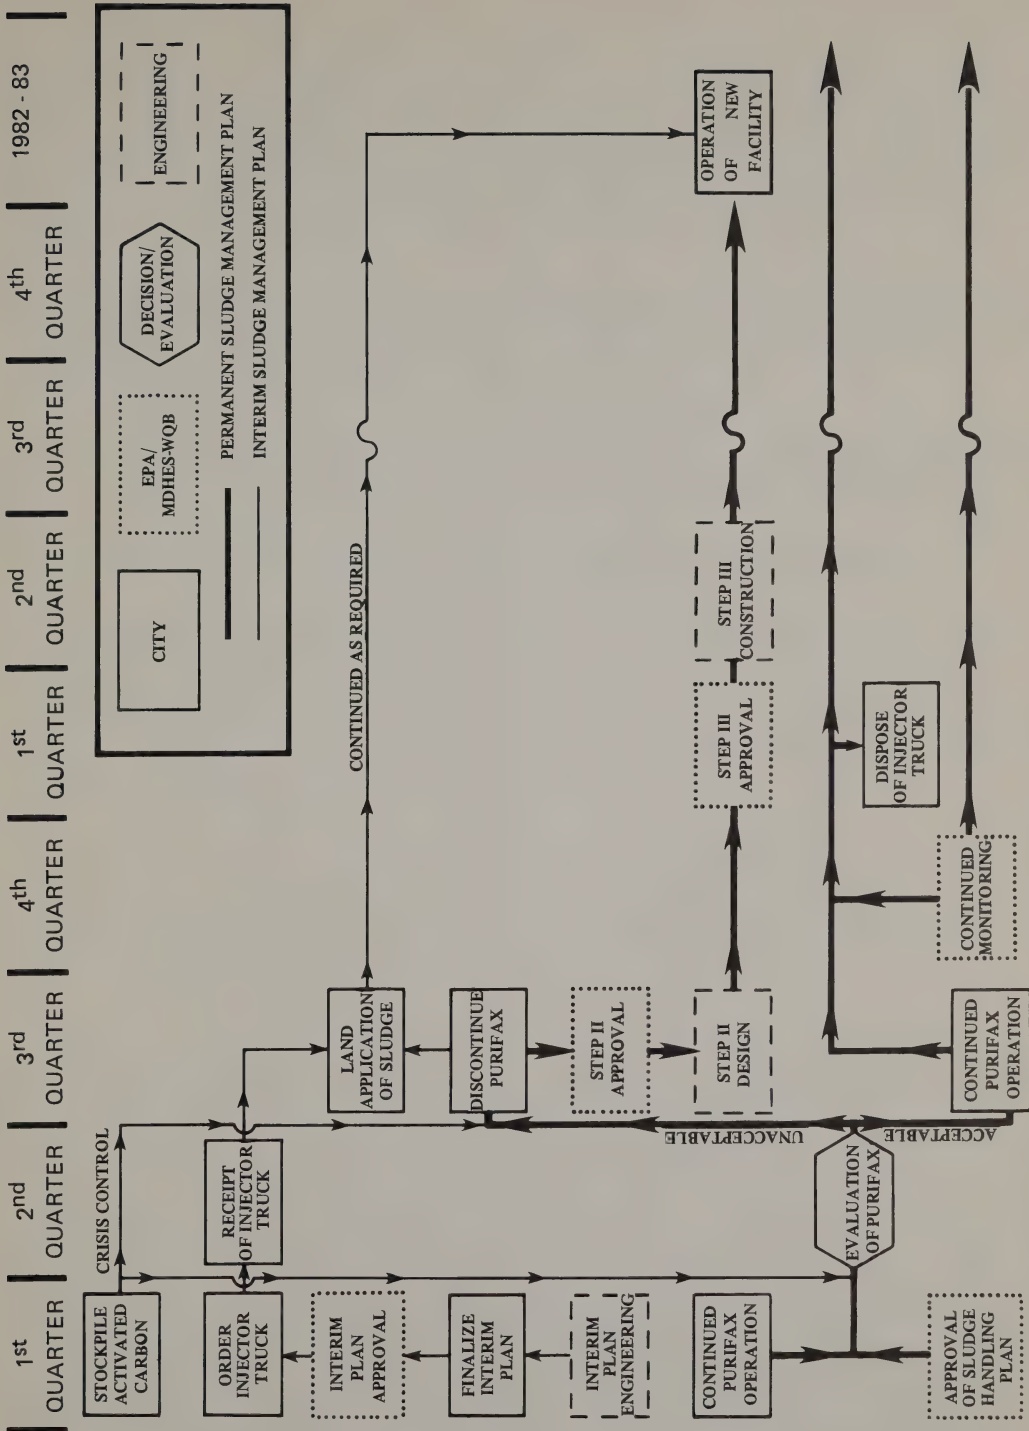 1st
QUARTER
2nd
QUARTER
3rd
QUARTER
4th
QUARTER
1st
QUARTER
2nd
QUARTER
3rd
QUARTER
4th
QUARTER
1982 - 83
CITY
EPA/
MDHES-WQB
DECISION/
EVALUATION
ENGINEERING
PERMANENT SLUDGE MANAGEMENT PLAN
INTERIM SLUDGE MANAGEMENT PLAN
STOCKPILE
ACTIVATED
CARBON
CRISIS CONTROL
ORDER
INJECTOR
TRUCK
RECEIPT
OF INJECTOR
TRUCK
INTERIM
PLAN
APPROVAL
LAND
APPLICATION
OF SLUDGE
CONTINUED AS REQUIRED
FINALIZE
INTERIM
PLAN
DISCONTINUE
PURIFAX
INTERIM
PLAN
ENGINEERING
STEP II
APPROVAL
CONTINUED
PURIFAX
OPERATION
UNACCEPTABLE
STEP II
DESIGN
STEP III
APPROVAL
STEP III
CONSTRUCTION
OPERATION
OF NEW
FACILITY
EVALUATION
OF PURIFAX
ACCEPTABLE
DISPOSE
OF INJECTOR
TRUCK
APPROVAL
OF SLUDGE
HANDLING
PLAN
CONTINUED
PURIFAX
OPERATION
CONTINUED
MONITORING